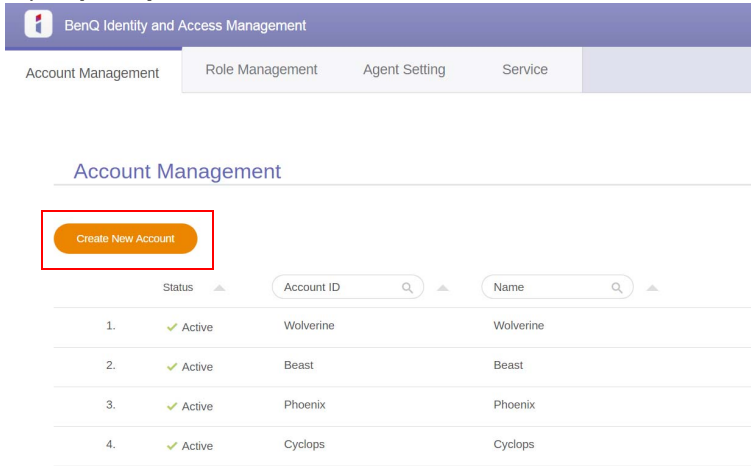 BenQ Identity and Access Management
Account Management Role Management Agent Setting Service
Account Management
Create New Account
Status Account ID Name
1. Active Wolverine Wolverine
2. Active Beast Beast
3. Active Phoenix Phoenix
4. Active Cyclops Cyclops